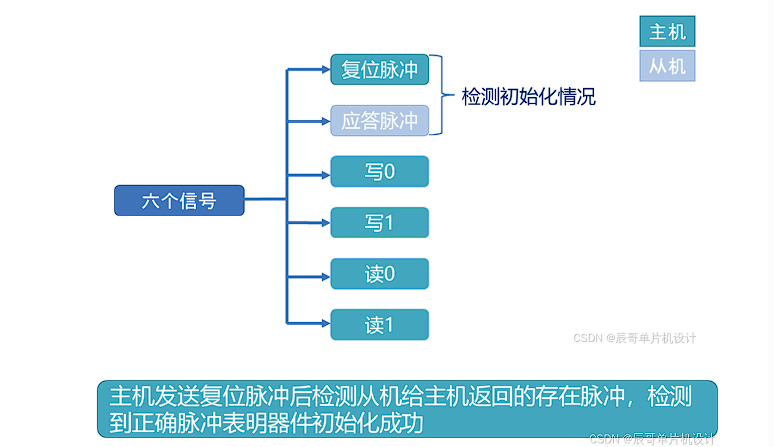 主机
从机
复位脉冲
检测初始化情况
应答脉冲
写0
六个信号
写1
读0
读1
CSDN @辰哥单片机设计
主机发送复位脉冲后检测从机给主机返回的存在脉冲，检测
到正确脉冲表明器件初始化成功
CSDN @辰哥单片机设计